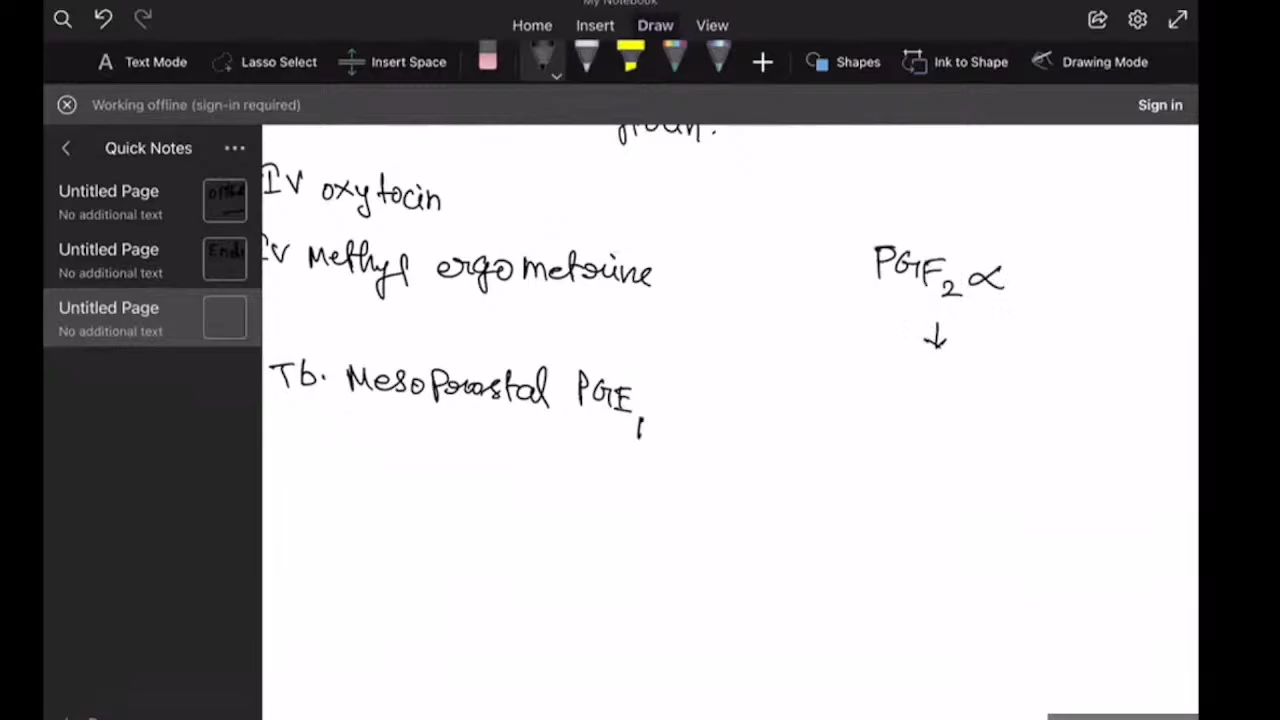 My Notebook
Home Insert Draw View
Text Mode Lasso Select Insert Space Shapes Ink to Shape Drawing Mode
Working offline (sign-in required) Sign in
Quick Notes
Untitled Page
No additional text
Untitled Page
No additional text
Untitled Page
No additional text
IV oxytocin
IV Methyl ergometrine
PGF2α
↓
Tb. Mesoprostal PGE1